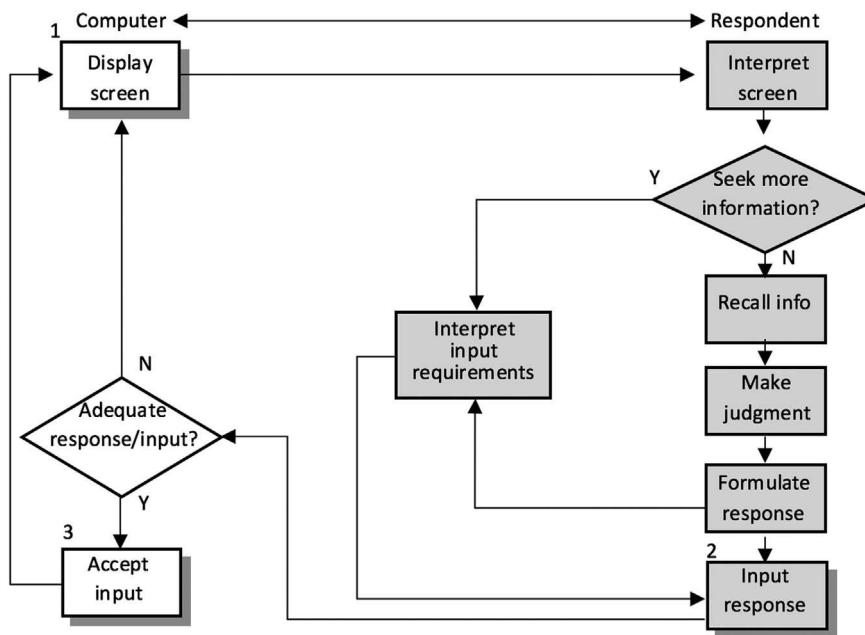 Computer
Respondent
1
Display
screen
Interpret
screen
Y
Seek more
information?
N
Recall info
Interpret
input
requirements
Make
judgment
N
Adequate
response/input?
Y
Formulate
response
3
Accept
input
2
Input
response